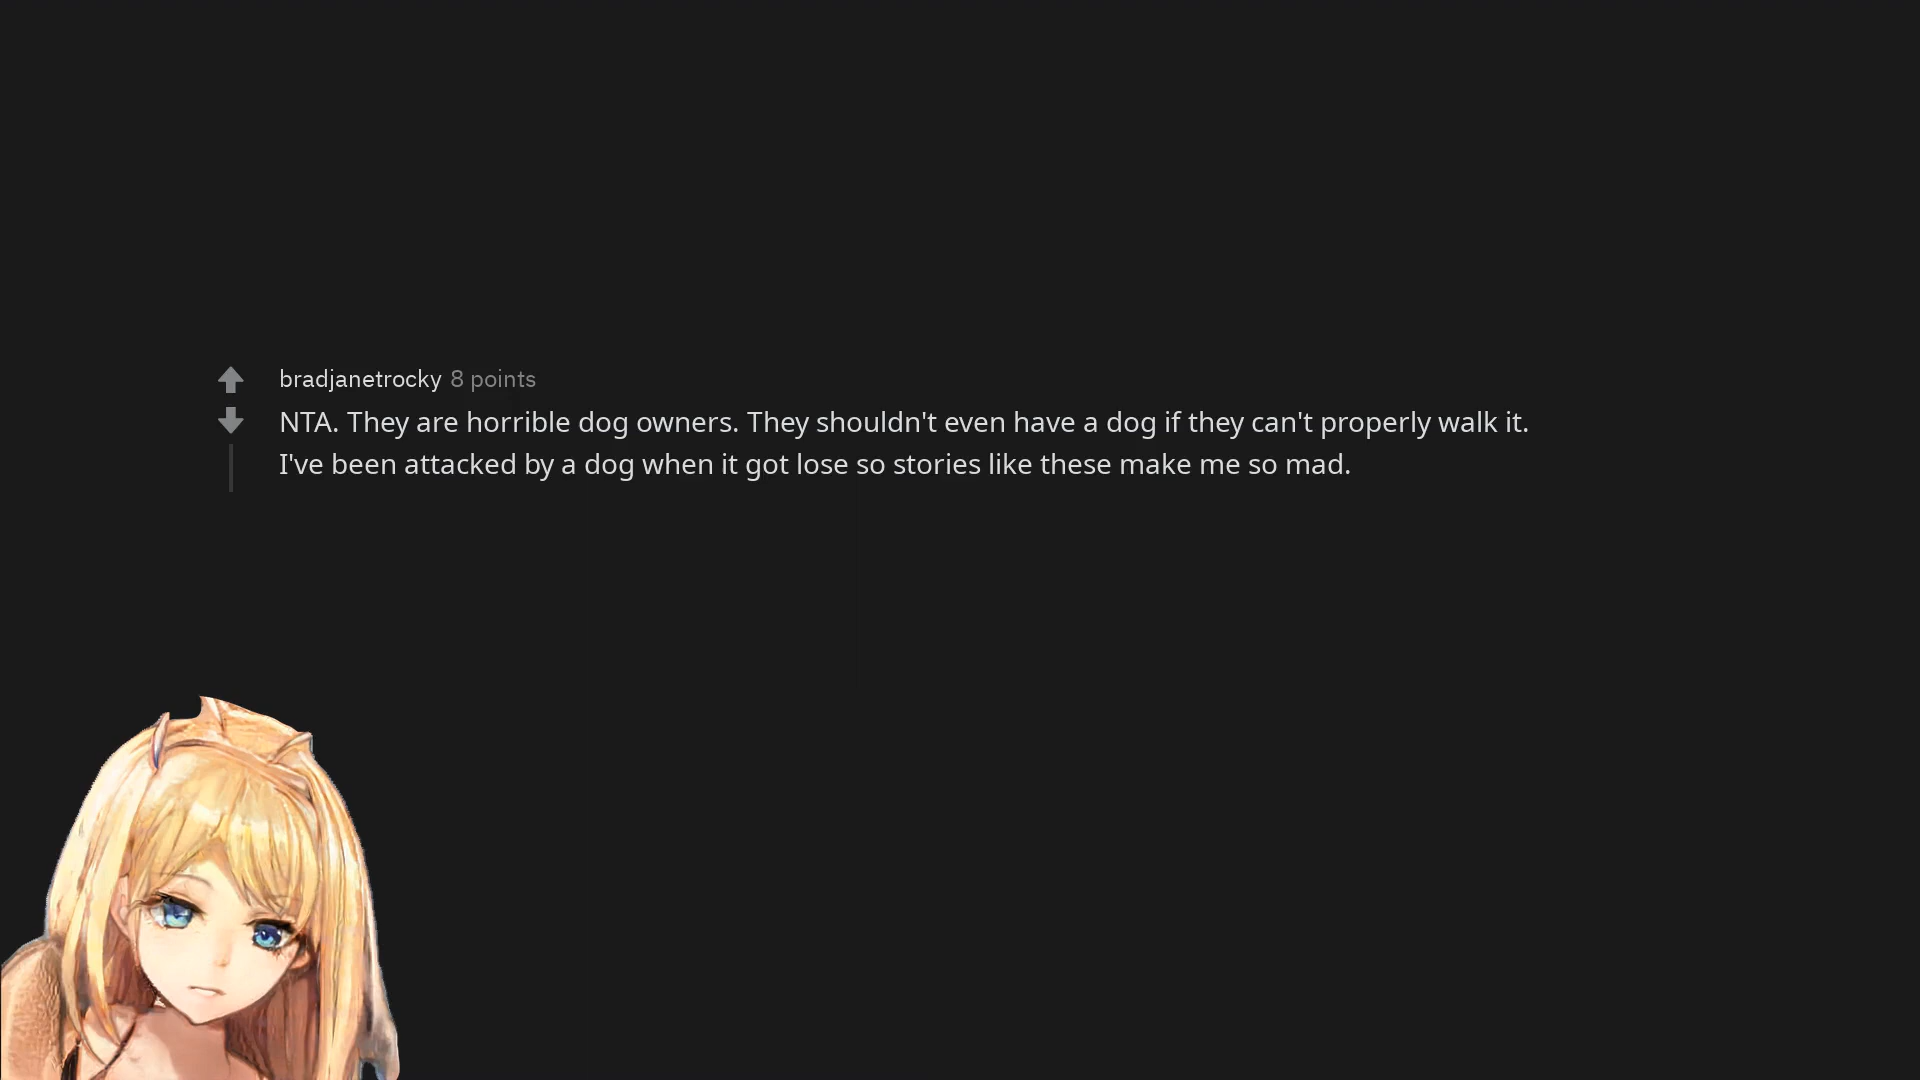 bradjanetrocky 8 points
NTA. They are horrible dog owners. They shouldn't even have a dog if they can't properly walk it.
I've been attacked by a dog when it got lose so stories like these make me so mad.